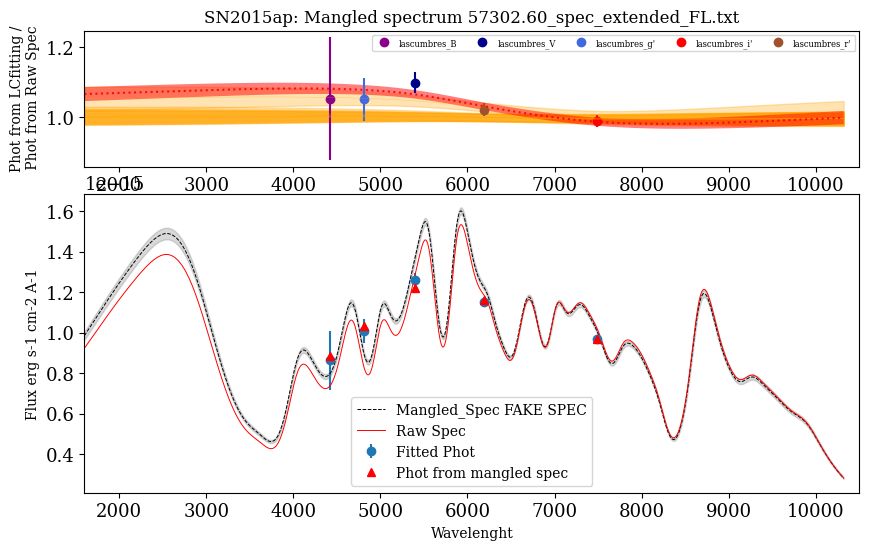 SN2015ap: Mangled spectrum 57302.60_spec_extended_FL.txt
Phot from LCfitting /
Phot from Raw Spec
1.2
1.0
lascumbres_B
lascumbres_V
lascumbres_g'
lascumbres_i'
lascumbres_r'
2000 3000 4000 5000 6000 7000 8000 9000 10000
1e−15
Flux erg s-1 cm-2 A-1
1.6
1.4
1.2
1.0
0.8
0.6
0.4
Mangled_Spec FAKE SPEC
Raw Spec
Fitted Phot
Phot from mangled spec
2000 3000 4000 5000 6000 7000 8000 9000 10000
Wavelenght